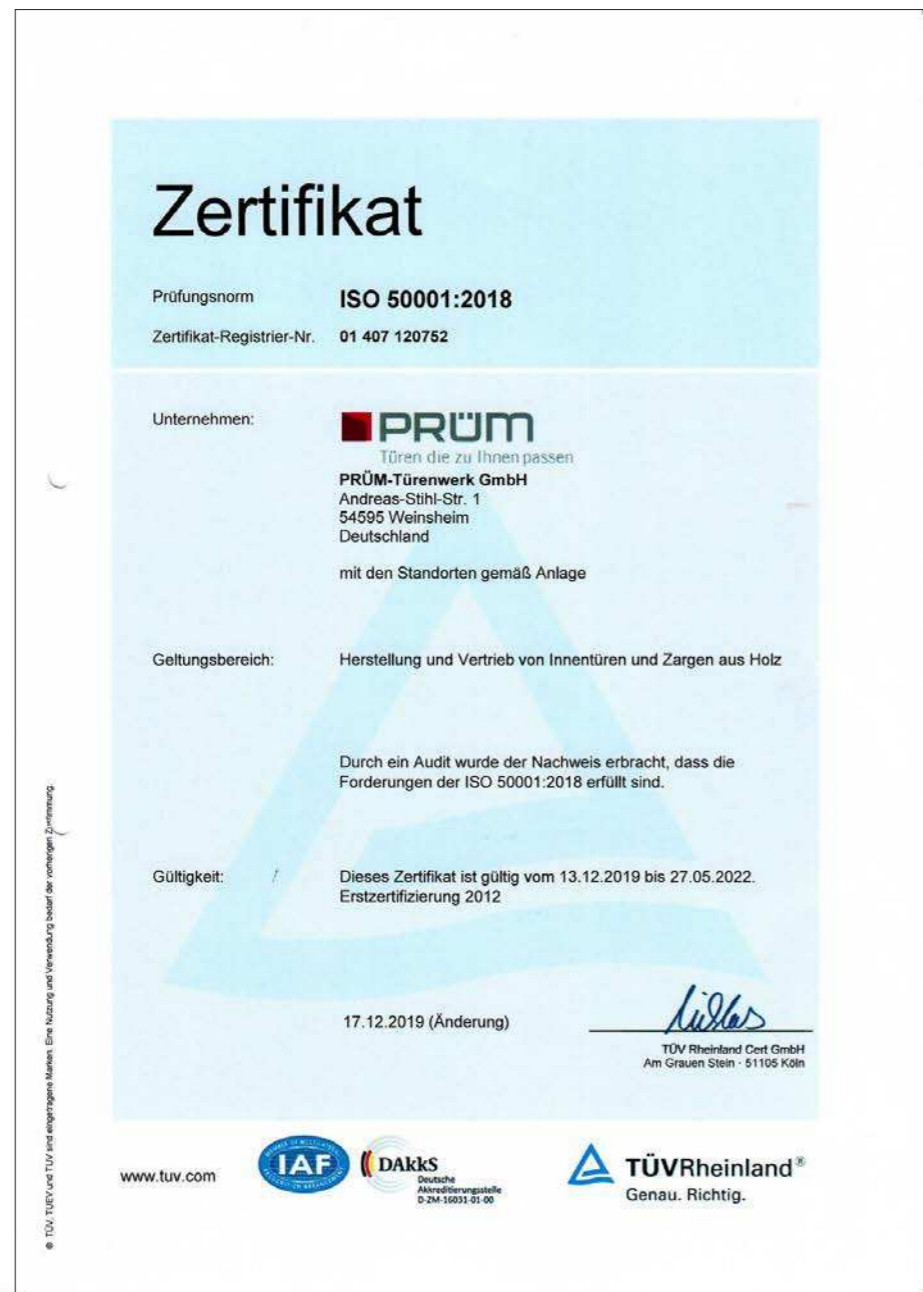 Zertifikat
Prüfungsnorm ISO 50001:2018
Zertifikat-Registrier-Nr. 01 407 120752
Unternehmen:
PRÜM
Türen die zu Ihnen passen
PRÜM-Türenwerk GmbH
Andreas-Stihl-Str. 1
54595 Weinsheim
Deutschland
mit den Standorten gemäß Anlage
Geltungsbereich: Herstellung und Vertrieb von Innentüren und Zargen aus Holz
Durch ein Audit wurde der Nachweis erbracht, dass die
Forderungen der ISO 50001:2018 erfüllt sind.
Gültigkeit: Dieses Zertifikat ist gültig vom 13.12.2019 bis 27.05.2022.
Erstzertifizierung 2012
17.12.2019 (Änderung)
TÜV Rheinland Cert GmbH
Am Grauen Stein · 51105 Köln
® TÜV, TUEV und TUV sind eingetragene Marken. Eine Nutzung und Verwendung bedarf der vorherigen Zustimmung.
www.tuv.com
IAF
DAkkS
Deutsche
Akkreditierungsstelle
D-ZM-16031-01-00
TÜVRheinland®
Genau. Richtig.